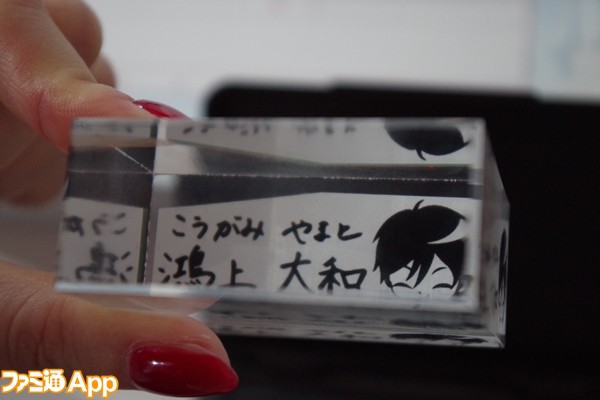 こうがみ やまと
鴻上 大和
ファミ通App